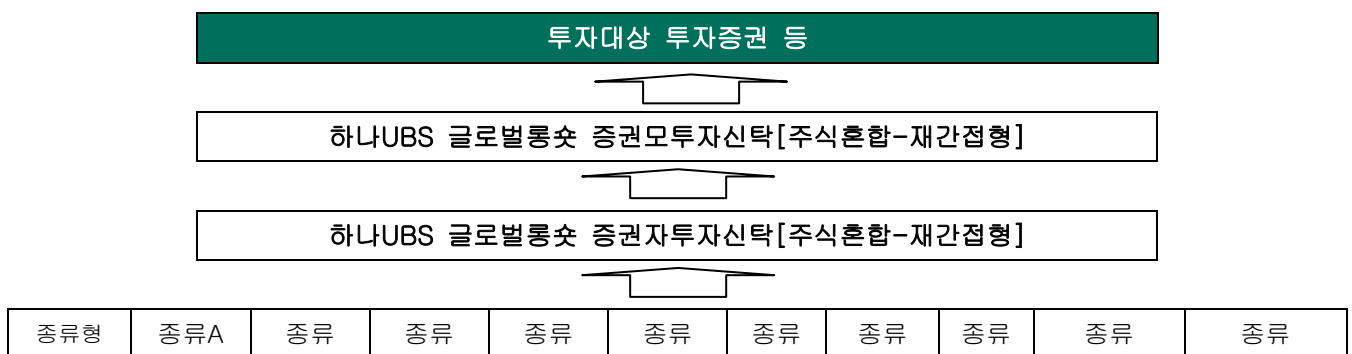 투자대상 투자증권 등
하나UBS 글로벌롱숏 증권모투자신탁[주식혼합-재간접형]
하나UBS 글로벌롱숏 증권자투자신탁[주식혼합-재간접형]
종류형 종류A 종류 종류 종류 종류 종류 종류 종류 종류 종류